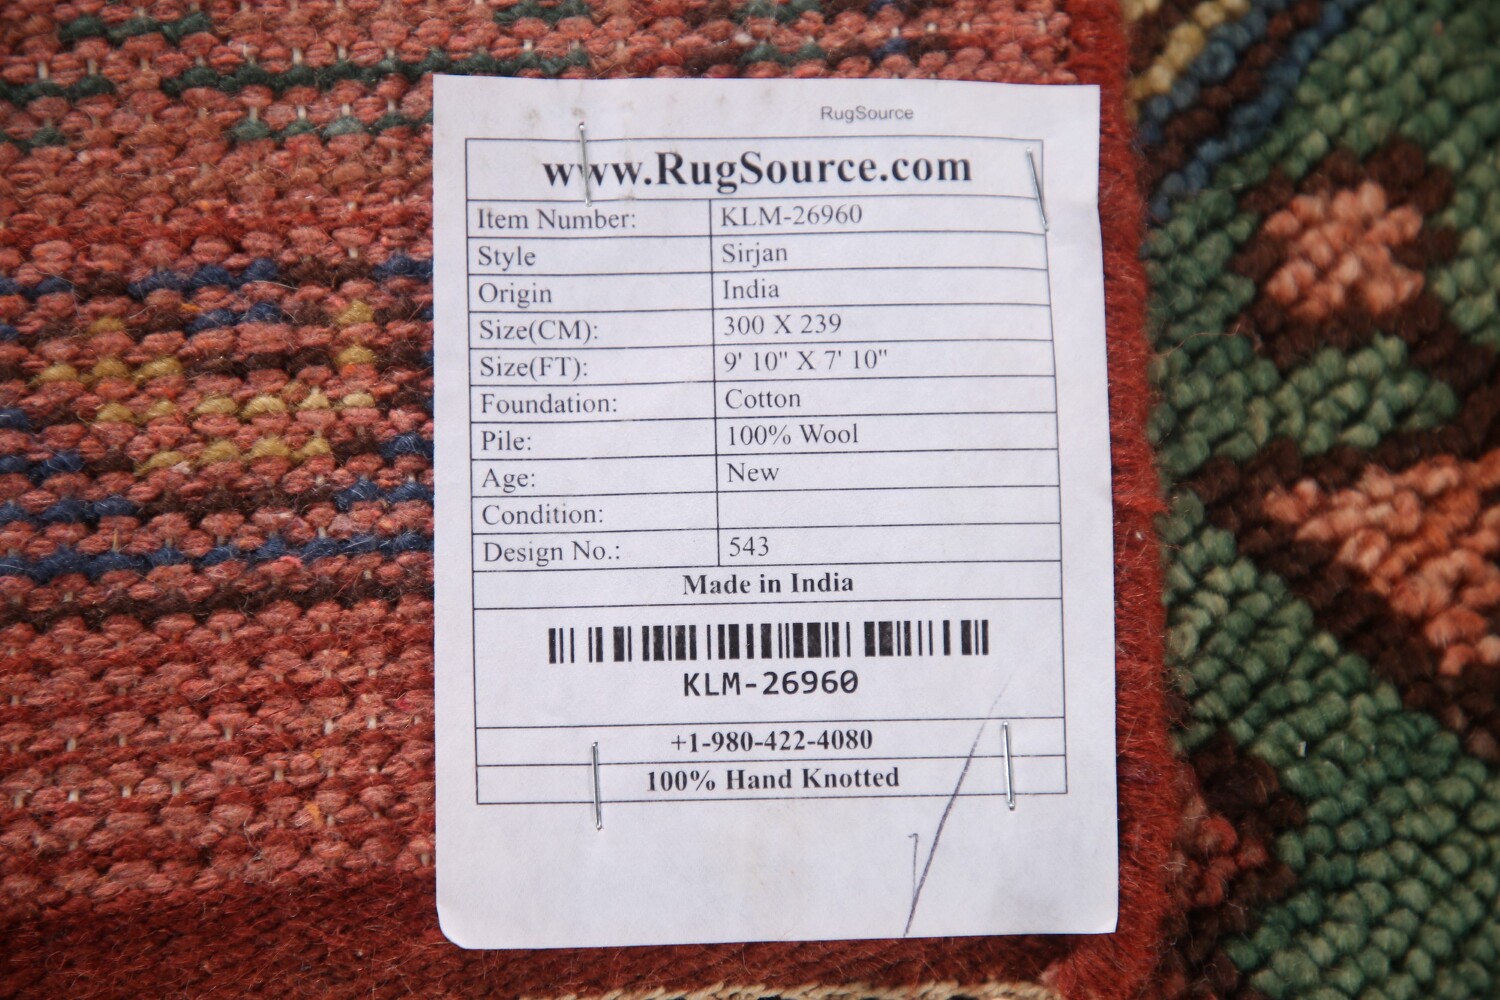 RugSource
www.RugSource.com
Item Number: KLM-26960
Style Sirjan
Origin India
Size(CM): 300 X 239
Size(FT): 9' 10" X 7' 10"
Foundation: Cotton
Pile: 100% Wool
Age: New
Condition:
Design No.: 543
Made in India
KLM-26960
+1-980-422-4080
100% Hand Knotted